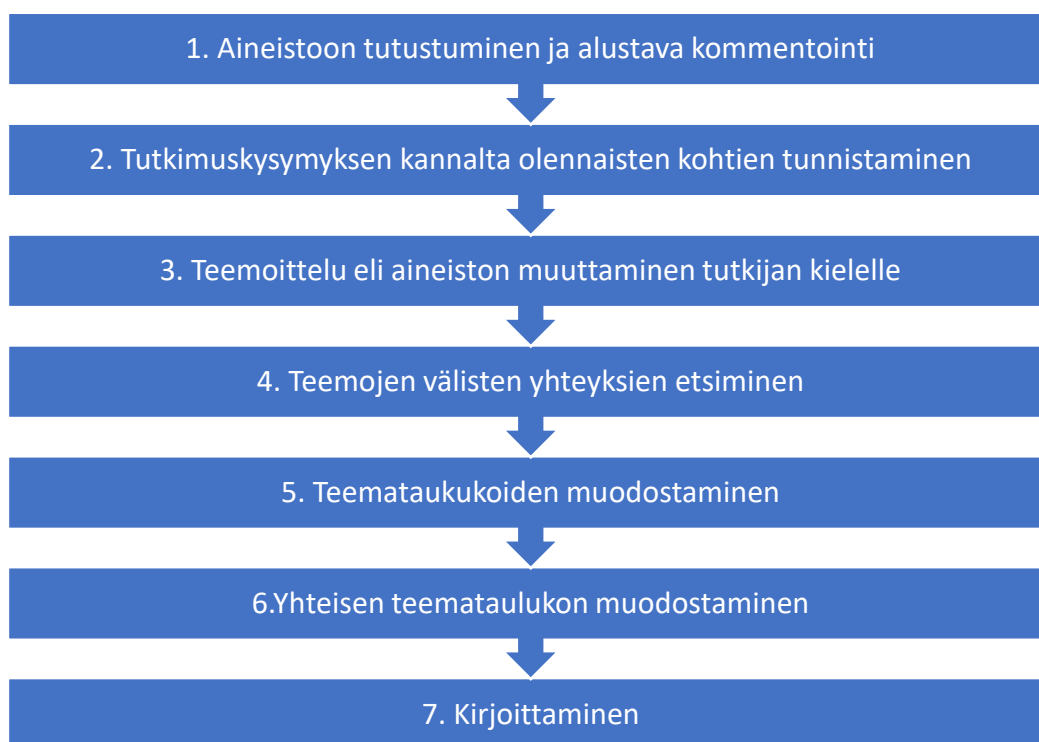 1. Aineistoon tutustuminen ja alustava kommentointi
2. Tutkimuskysymyksen kannalta olennaisten kohtien tunnistaminen
3. Teemoittelu eli aineiston muuttaminen tutkijan kielelle
4. Teemojen välisten yhteyksien etsiminen
5. Teemataukukoiden muodostaminen
6.Yhteisen teemataulukon muodostaminen
7. Kirjoittaminen